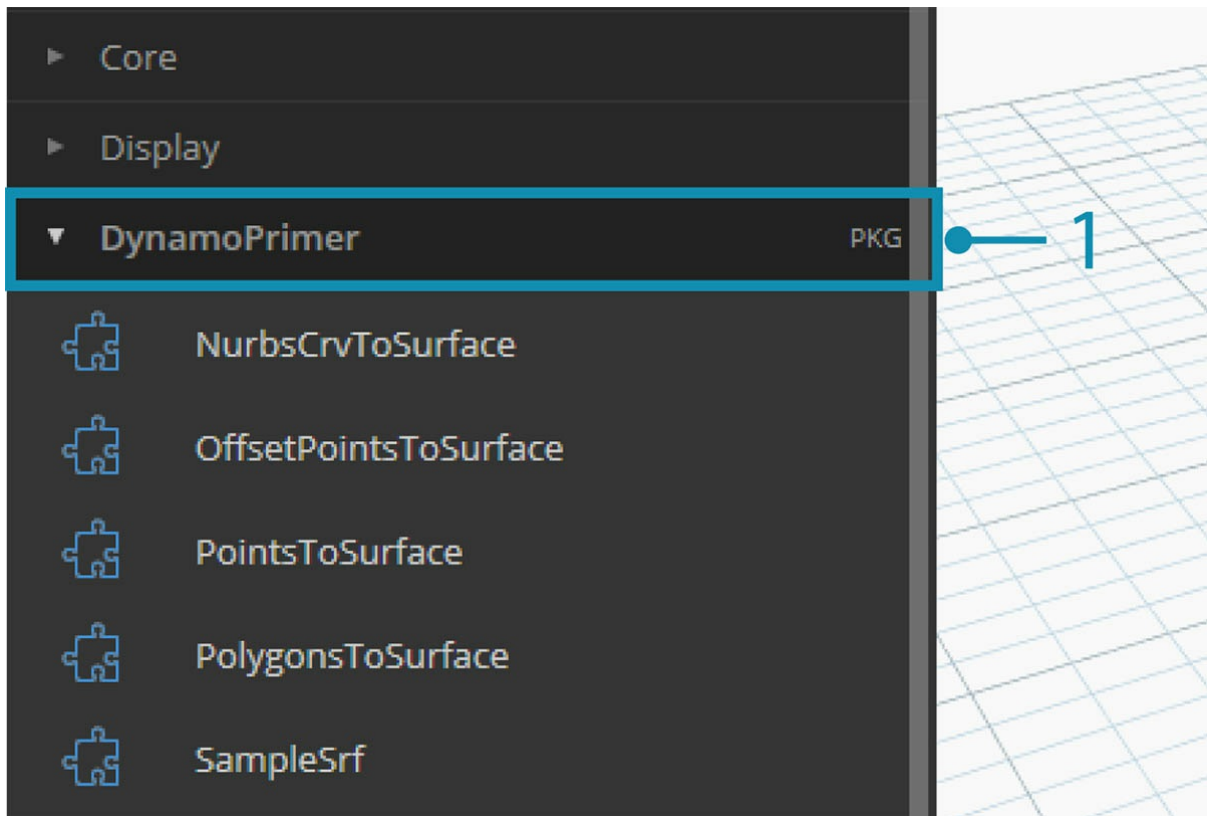 Core
Display
DynamoPrimer PKG 1
NurbsCrvToSurface
OffsetPointsToSurface
PointsToSurface
PolygonsToSurface
SampleSrf